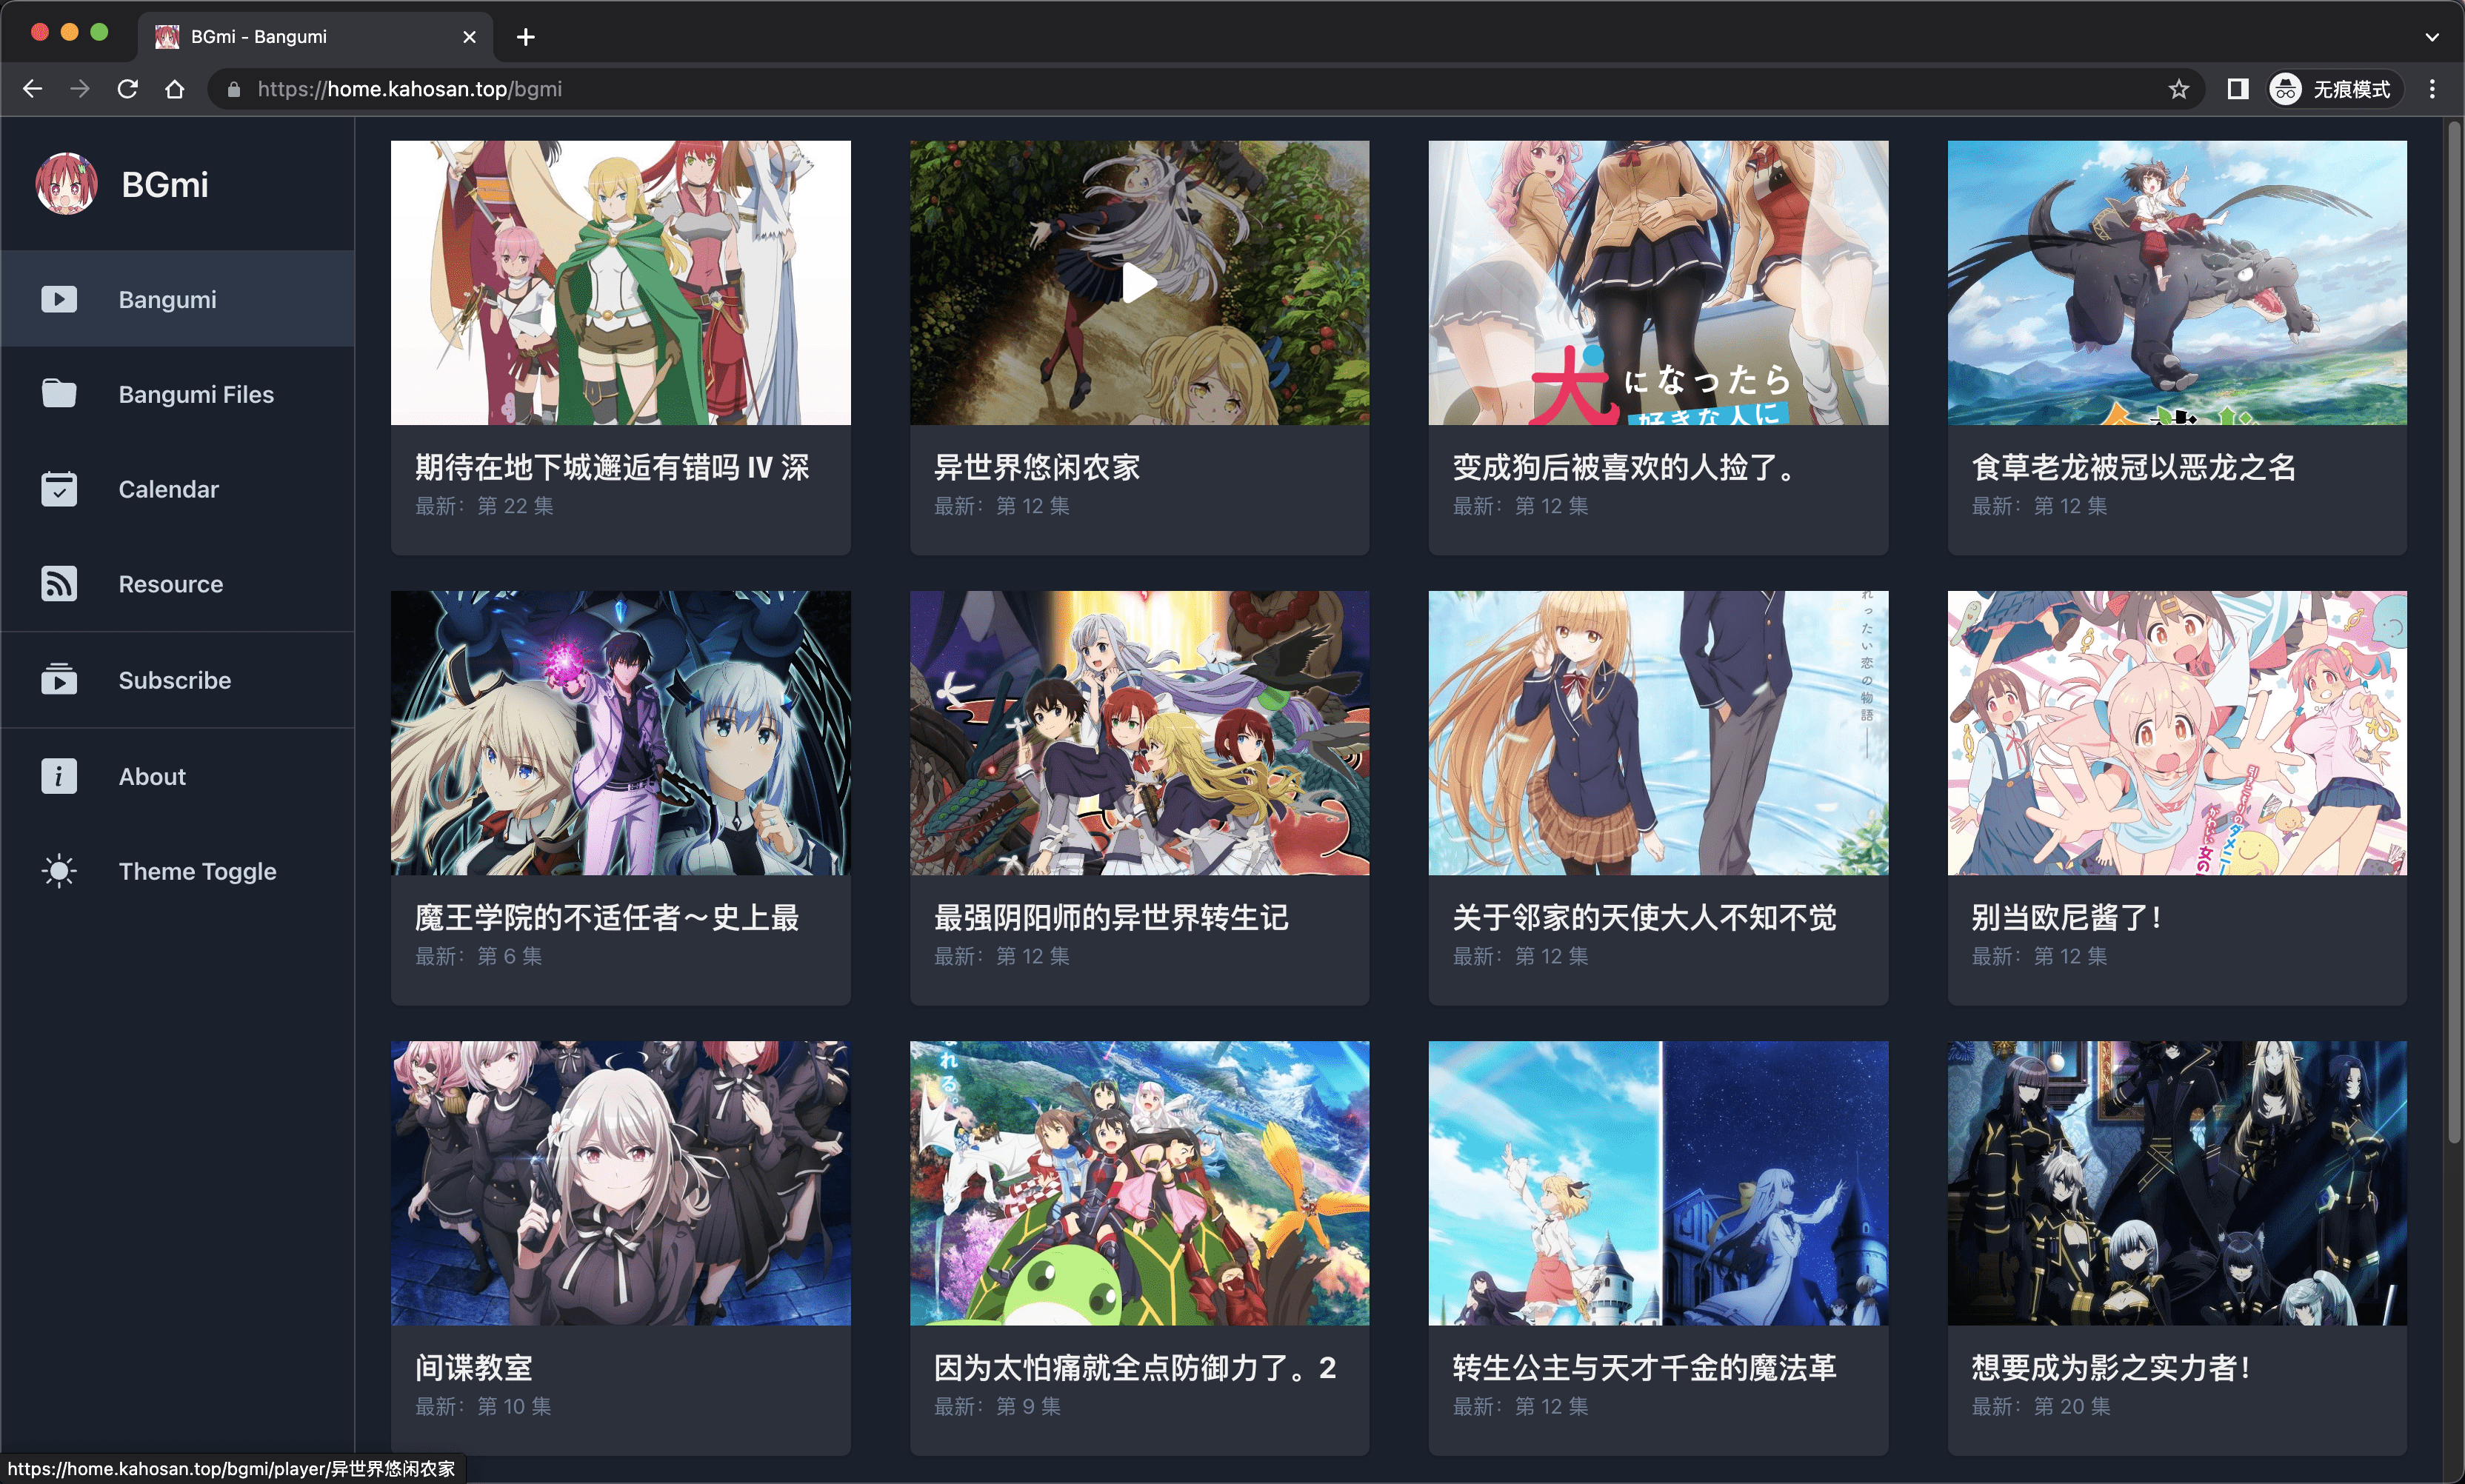 BGmi - Bangumi
https://home.kahosan.top/bgmi
无痕模式
BGmi
Bangumi
Bangumi Files
Calendar
Resource
Subscribe
About
Theme Toggle
犬になったら
好きな人に
期待在地下城邂逅有错吗 IV 深
最新：第 22 集
异世界悠闲农家
最新：第 12 集
变成狗后被喜欢的人捡了。
最新：第 12 集
食草老龙被冠以恶龙之名
最新：第 12 集
れったい恋の物語
魔王学院的不适任者～史上最
最新：第 6 集
最强阴阳师的异世界转生记
最新：第 12 集
关于邻家的天使大人不知不觉
最新：第 12 集
别当欧尼酱了！
最新：第 12 集
れる。
间谍教室
最新：第 10 集
因为太怕痛就全点防御力了。2
最新：第 9 集
转生公主与天才千金的魔法革
最新：第 12 集
想要成为影之实力者！
最新：第 20 集
https://home.kahosan.top/bgmi/player/异世界悠闲农家